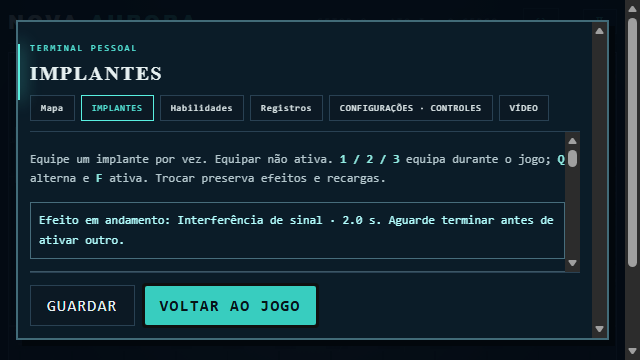 TERMINAL PESSOAL
IMPLANTES
Mapa IMPLANTES Habilidades Registros CONFIGURAÇÕES · CONTROLES VÍDEO
Equipe um implante por vez. Equipar não ativa. 1 / 2 / 3 equipa durante o jogo; Q
alterna e F ativa. Trocar preserva efeitos e recargas.
Efeito em andamento: Interferência de sinal · 2.0 s. Aguarde terminar antes de
ativar outro.
GUARDAR VOLTAR AO JOGO